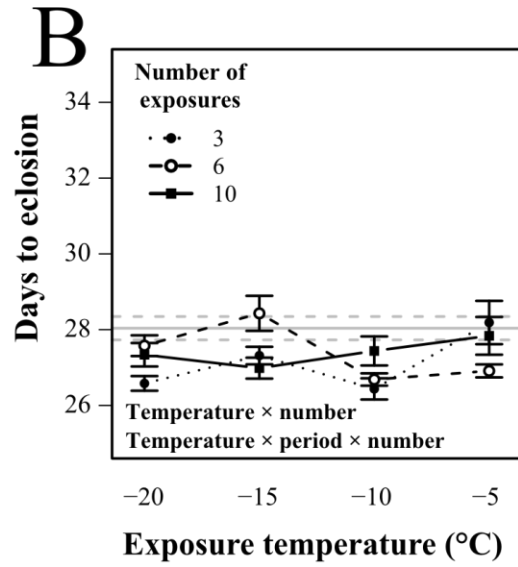 B
Number of
exposures
3
6
10
Days to eclosion
34
32
30
28
26
Temperature × number
Temperature × period × number
−20 −15 −10 −5
Exposure temperature (°C)